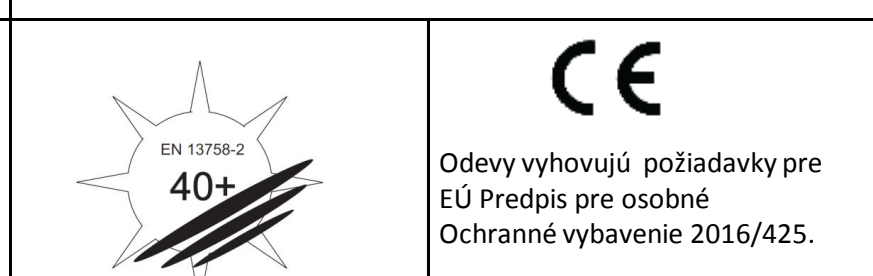 EN 13758-2
40+
CE
Odevy vyhovujú požiadavky pre
EÚ Predpis pre osobné
Ochranné vybavenie 2016/425.